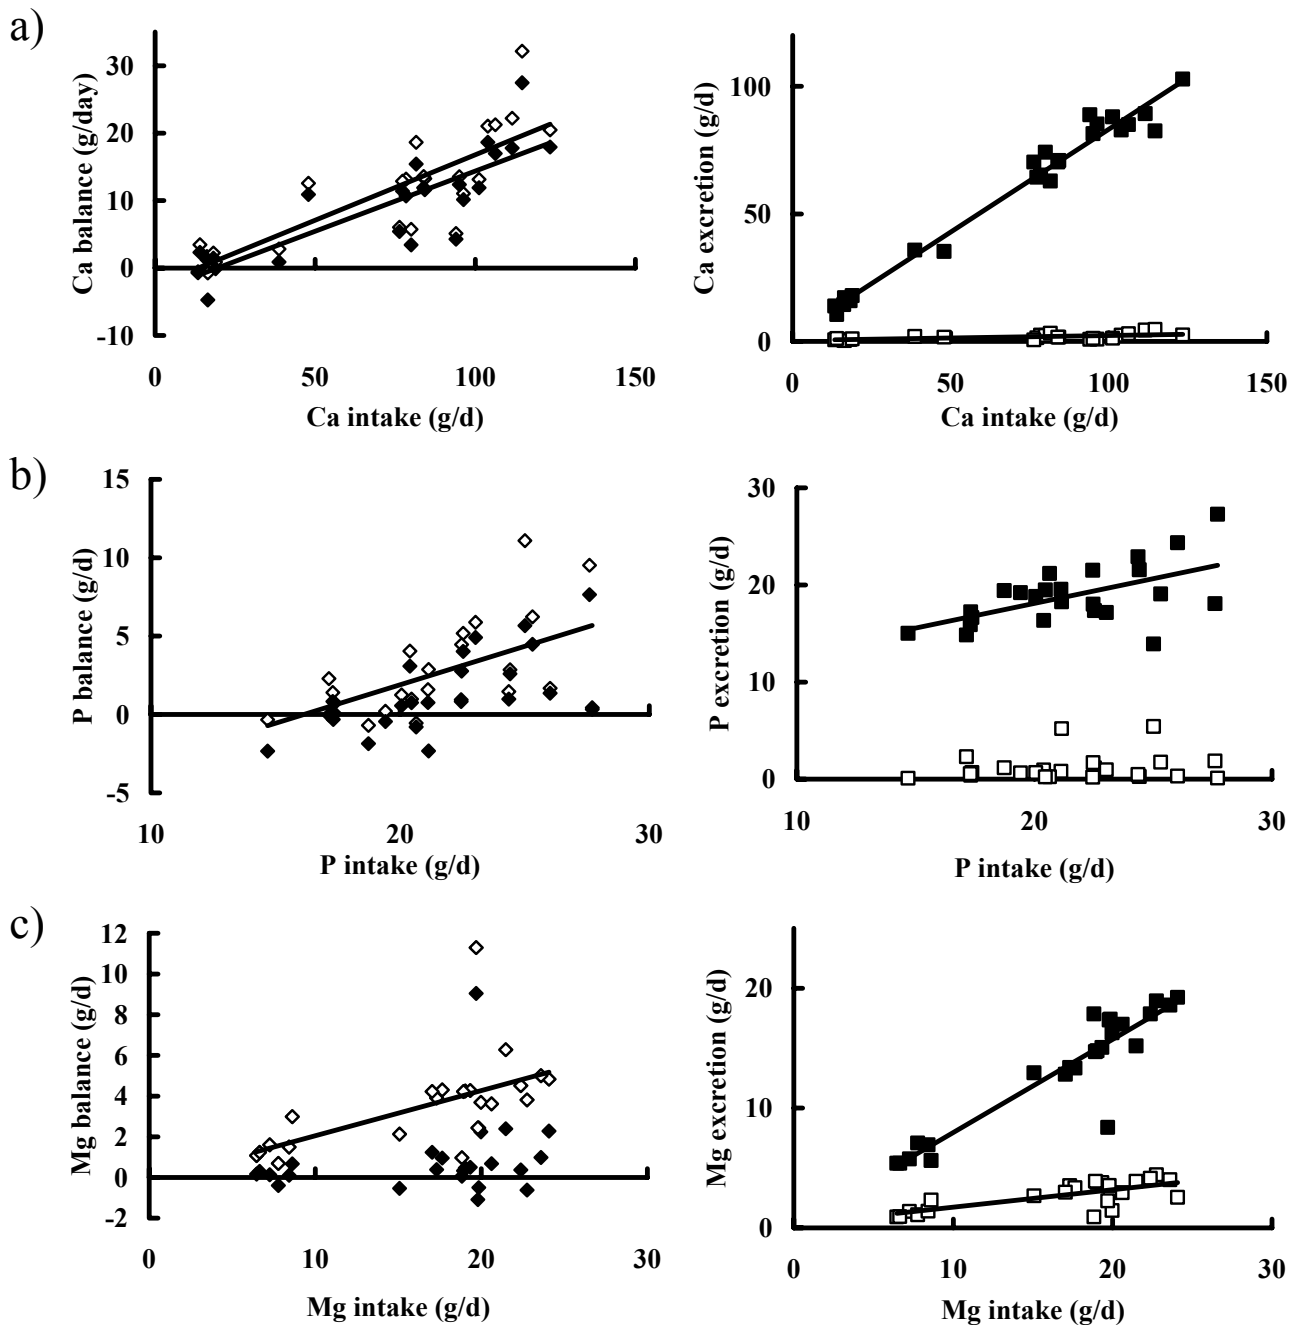 a)
Ca balance (g/day)
30
20
10
0
-10
0 50 100 150
Ca intake (g/d)
Ca excretion (g/d)
100
50
0
0 50 100 150
Ca intake (g/d)
b)
P balance (g/d)
15
10
5
0
-5
10 20 30
P intake (g/d)
P excretion (g/d)
30
20
10
0
10 20 30
P intake (g/d)
c)
Mg balance (g/d)
12
10
8
6
4
2
0
-2
0 10 20 30
Mg intake (g/d)
Mg excretion (g/d)
20
10
0
0 10 20 30
Mg intake (g/d)